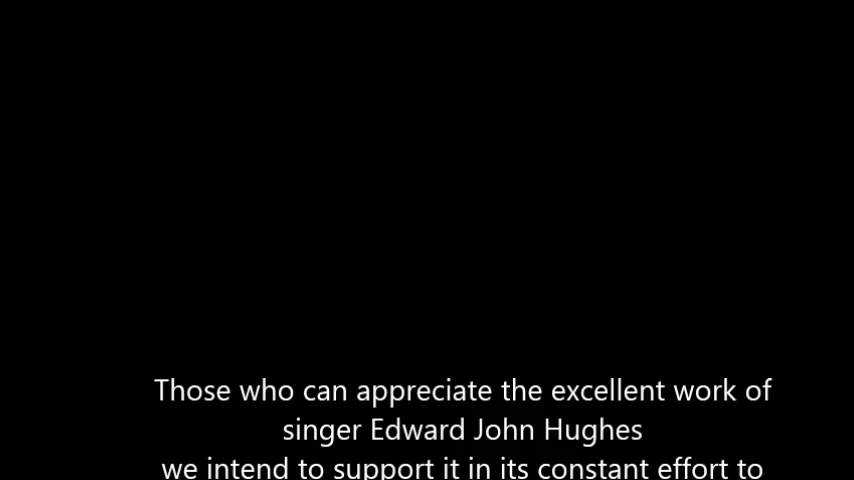 Those who can appreciate the excellent work of
singer Edward John Hughes
we intend to support it in its constant effort to